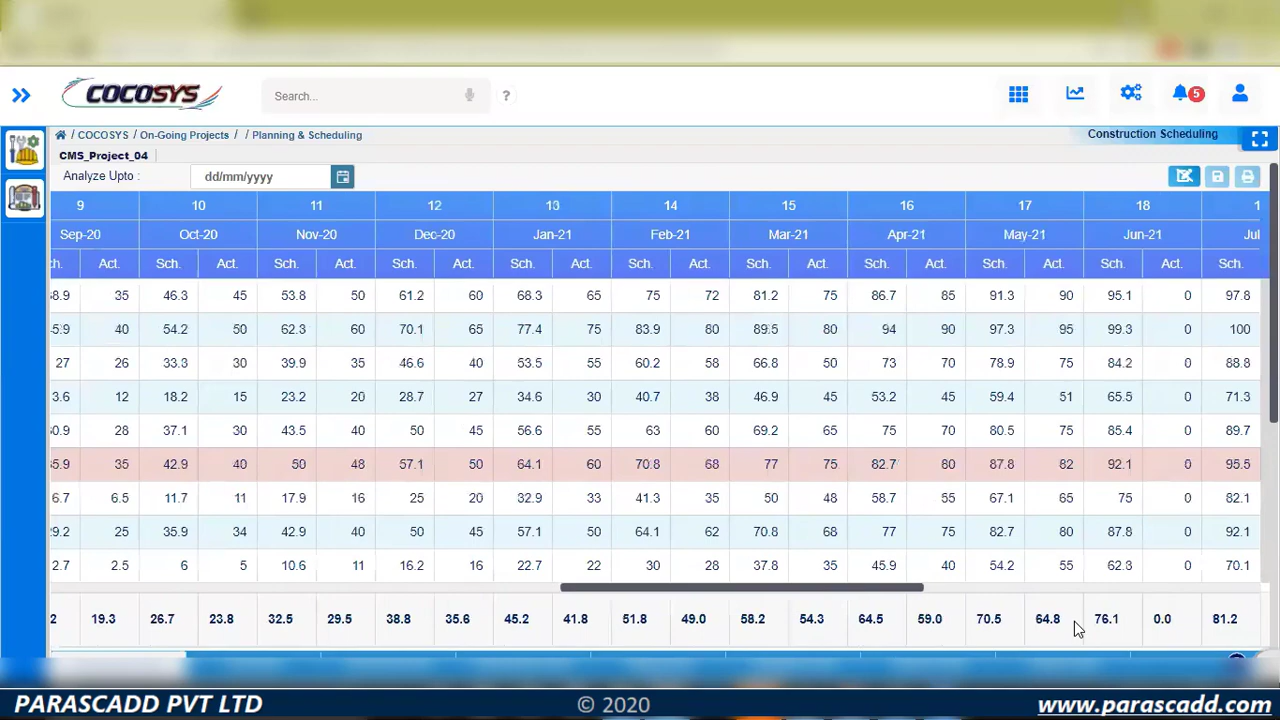 COCOSYS
Search...
?
5
/ COCOSYS / On-Going Projects / / Planning & Scheduling
Construction Scheduling
CMS_Project_04
Analyze Upto :
dd/mm/yyyy
9 10 11 12 13 14 15 16 17 18
Sep-20 Oct-20 Nov-20 Dec-20 Jan-21 Feb-21 Mar-21 Apr-21 May-21 Jun-21 Jul
h. Act. Sch. Act. Sch. Act. Sch. Act. Sch. Act. Sch. Act. Sch. Act. Sch. Act. Sch. Act. Sch. Act. Sch.
8.9 35 46.3 45 53.8 50 61.2 60 68.3 65 75 72 81.2 75 86.7 85 91.3 90 95.1 0 97.8
5.9 40 54.2 50 62.3 60 70.1 65 77.4 75 83.9 80 89.5 80 94 90 97.3 95 99.3 0 100
27 26 33.3 30 39.9 35 46.6 40 53.5 55 60.2 58 66.8 50 73 70 78.9 75 84.2 0 88.8
3.6 12 18.2 15 23.2 20 28.7 27 34.6 30 40.7 38 46.9 45 53.2 45 59.4 51 65.5 0 71.3
0.9 28 37.1 30 43.5 40 50 45 56.6 55 63 60 69.2 65 75 70 80.5 75 85.4 0 89.7
5.9 35 42.9 40 50 48 57.1 50 64.1 60 70.8 68 77 75 82.7 80 87.8 82 92.1 0 95.5
6.7 6.5 11.7 11 17.9 16 25 20 32.9 33 41.3 35 50 48 58.7 55 67.1 65 75 0 82.1
9.2 25 35.9 34 42.9 40 50 45 57.1 50 64.1 62 70.8 68 77 75 82.7 80 87.8 0 92.1
2.7 2.5 6 5 10.6 11 16.2 16 22.7 22 30 28 37.8 35 45.9 40 54.2 55 62.3 0 70.1
2 19.3 26.7 23.8 32.5 29.5 38.8 35.6 45.2 41.8 51.8 49.0 58.2 54.3 64.5 59.0 70.5 64.8 76.1 0.0 81.2
PARASCADD PVT LTD
© 2020
www.parascadd.com